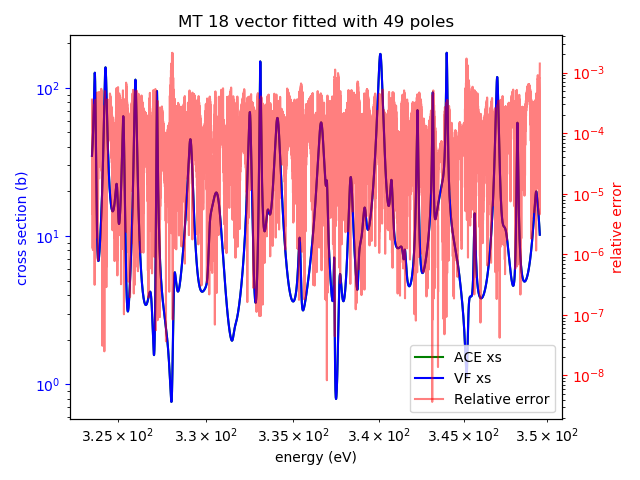 MT 18 vector fitted with 49 poles
cross section (b)
10²
10¹
10⁰
10⁻³
10⁻⁴
10⁻⁵
10⁻⁶
10⁻⁷
10⁻⁸
relative error
ACE xs
VF xs
Relative error
3.25 × 10² 3.3 × 10² 3.35 × 10² 3.4 × 10² 3.45 × 10² 3.5 × 10²
energy (eV)